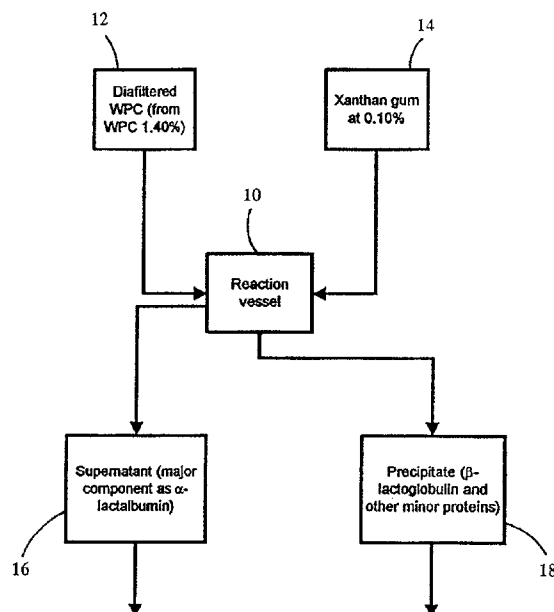 12
14
Diafiltered
WPC (from
WPC 1.40%)
Xanthan gum
at 0.10%
10
Reaction
vessel
Supernatant (major
component as α-
lactalbumin)
Precipitate (β-
lactoglobulin and
other minor proteins)
16
18